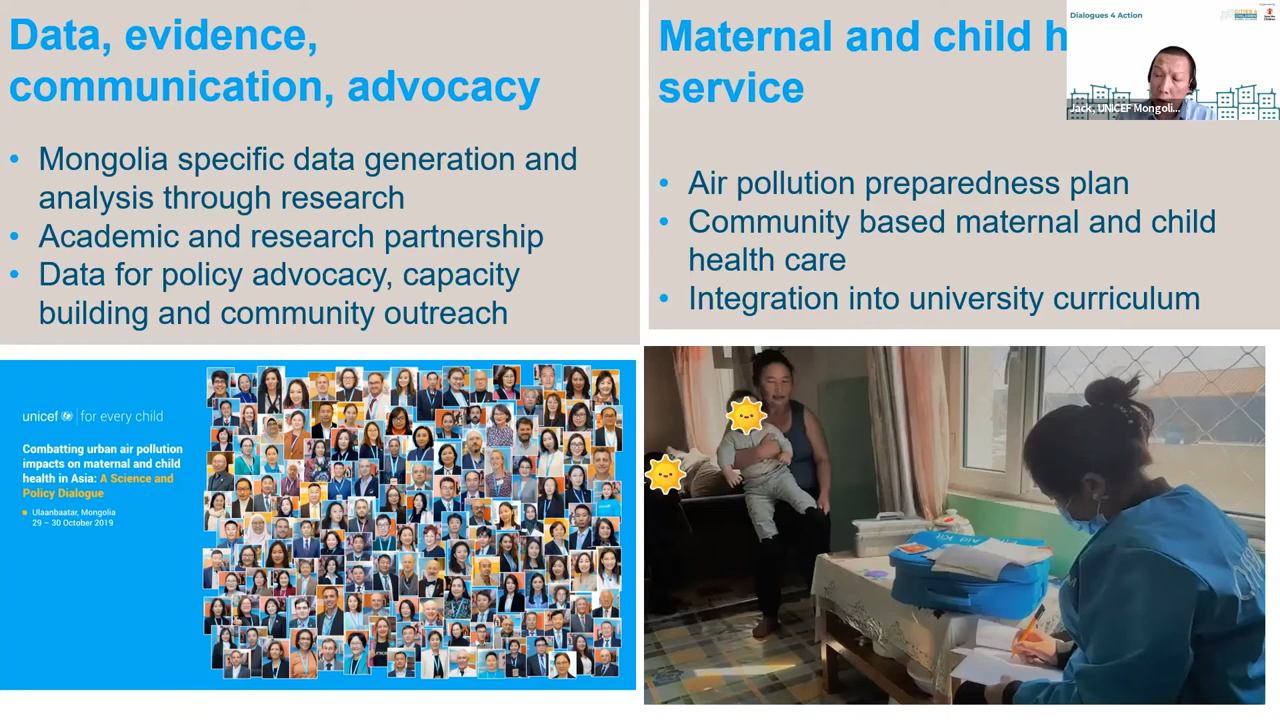 Data, evidence,
communication, advocacy
• Mongolia specific data generation and
analysis through research
• Academic and research partnership
• Data for policy advocacy, capacity
building and community outreach
Maternal and child h
service
• Air pollution preparedness plan
• Community based maternal and child
health care
• Integration into university curriculum
Dialogues 4 Action
Jack, UNICEF Mongoli...
unicef for every child
Combatting urban air pollution
impacts on maternal and child
health in Asia: A Science and
Policy Dialogue
Ulaanbaatar, Mongolia
29 – 30 October 2019